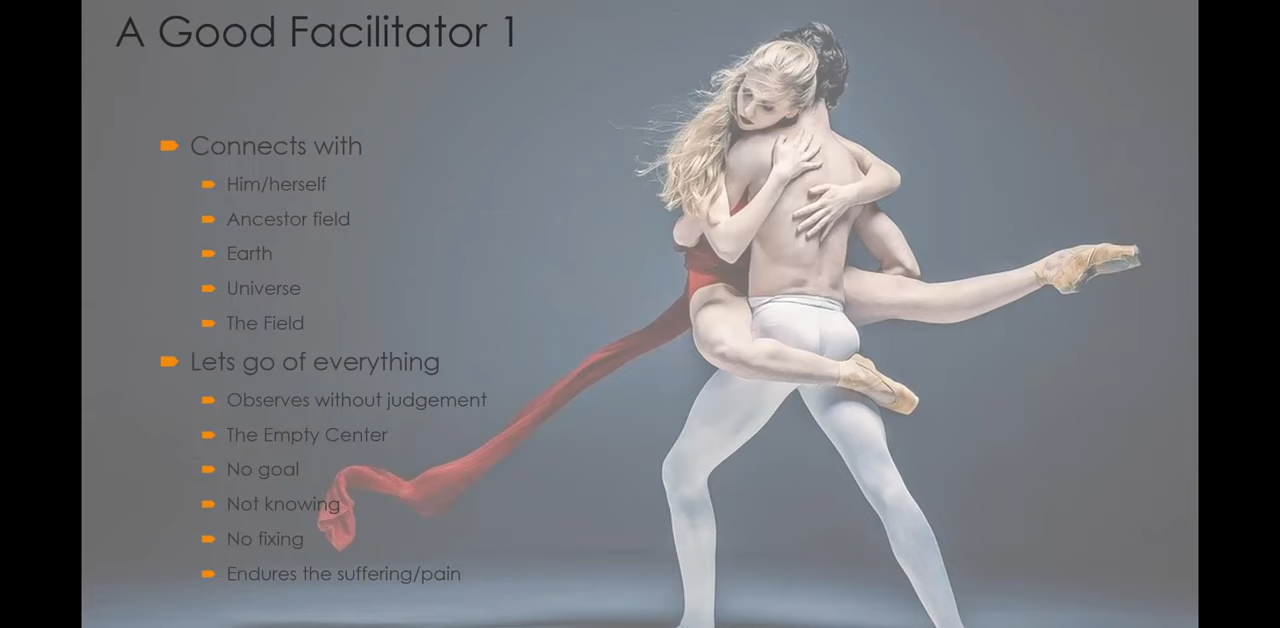 A Good Facilitator 1
Connects with
Him/herself
Ancestor field
Earth
Universe
The Field
Lets go of everything
Observes without judgement
The Empty Center
No goal
Not knowing
No fixing
Endures the suffering/pain